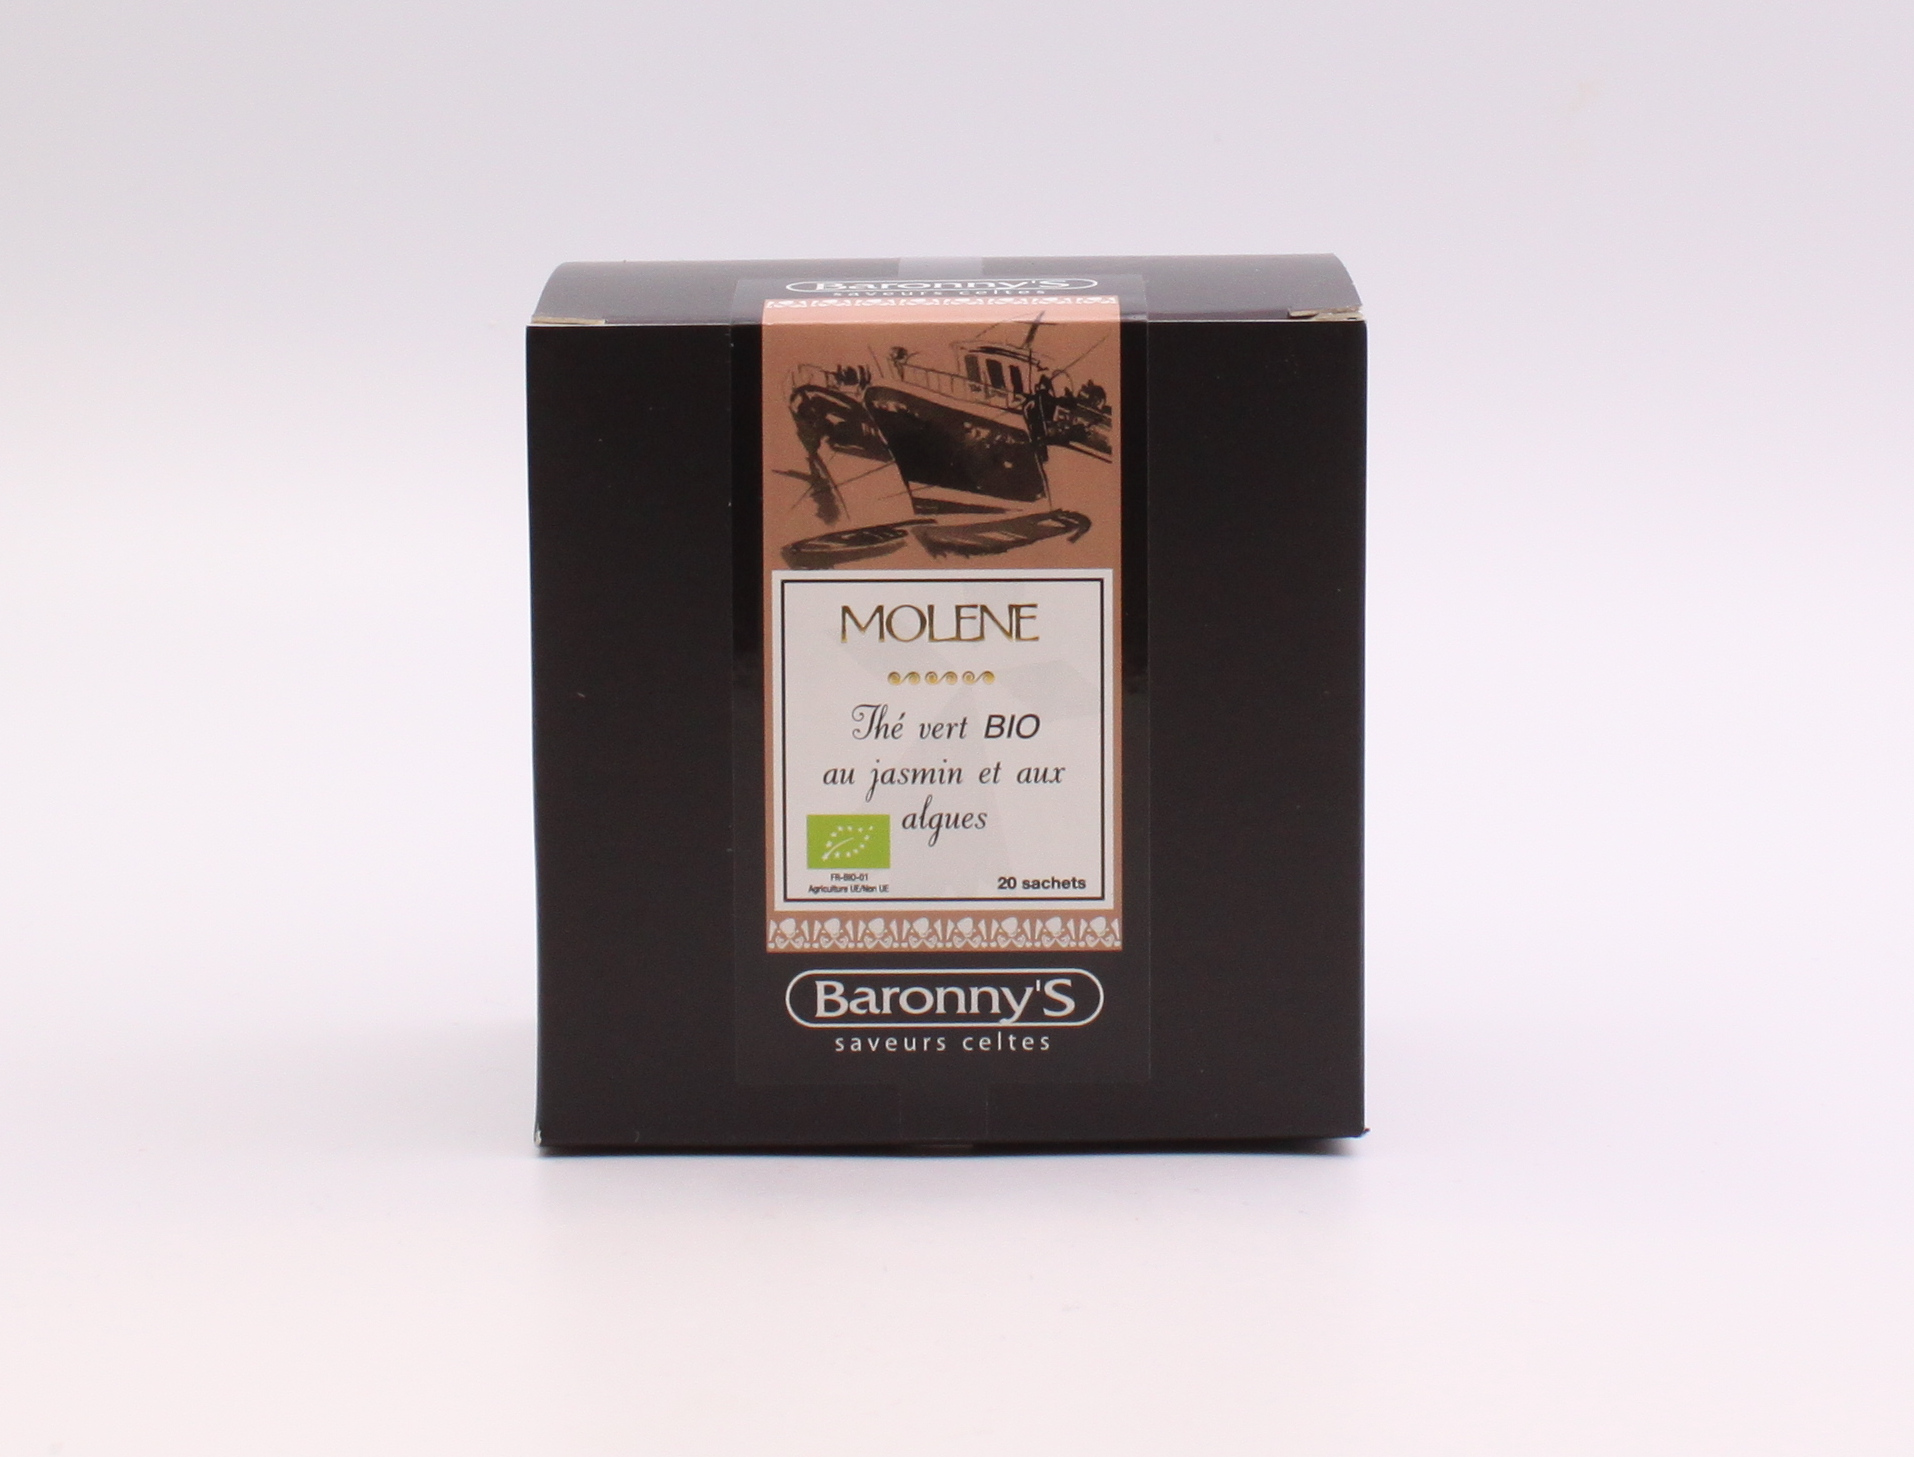 Baronny'S
saveurs celtes
MOLENE
Thé vert BIO
au jasmin et aux
algues
FR-BIO-01
Agriculture UE/Non UE
20 sachets
Baronny'S
saveurs celtes